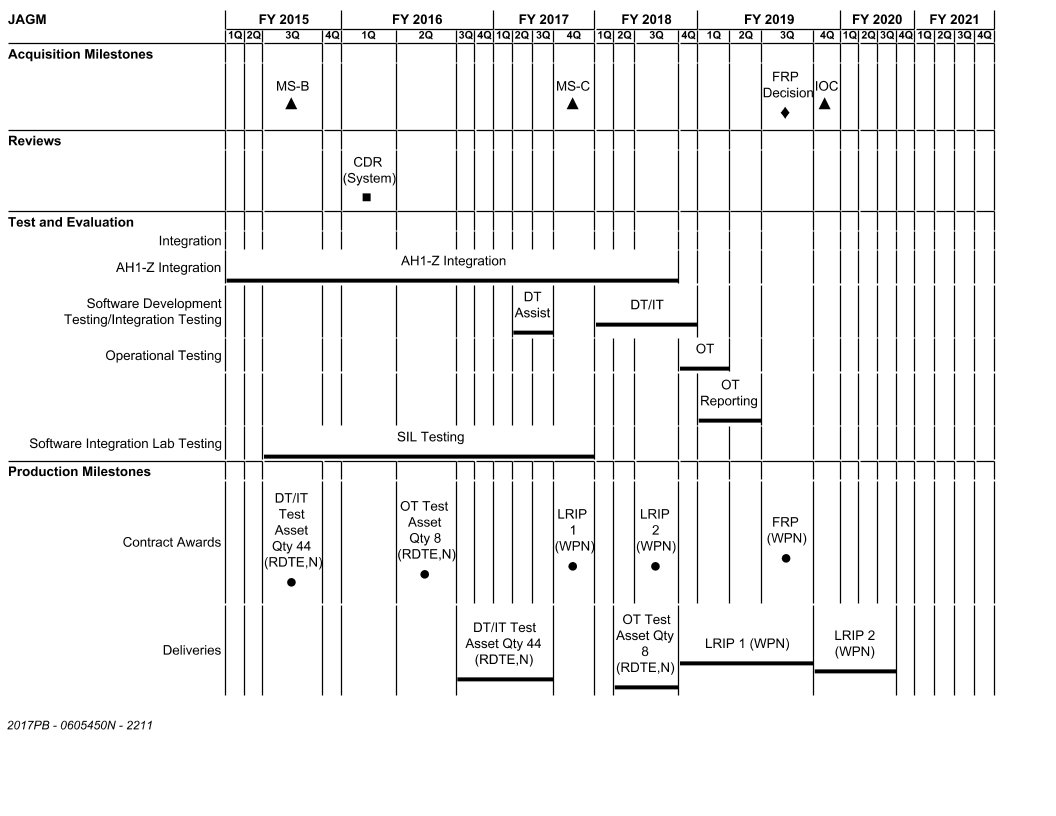 JAGM FY 2015 FY 2016 FY 2017 FY 2018 FY 2019 FY 2020 FY 2021
1Q 2Q 3Q 4Q 1Q 2Q 3Q 4Q 1Q 2Q 3Q 4Q 1Q 2Q 3Q 4Q 1Q 2Q 3Q 4Q 1Q 2Q 3Q 4Q 1Q 2Q 3Q 4Q
Acquisition Milestones
MS-B
MS-C
FRP
Decision
IOC
Reviews
CDR
(System)
Test and Evaluation
Integration
AH1-Z Integration
AH1-Z Integration
Software Development
Testing/Integration Testing
DT
Assist
DT/IT
Operational Testing
OT
OT
Reporting
Software Integration Lab Testing
SIL Testing
Production Milestones
Contract Awards
DT/IT
Test
Asset
Qty 44
(RDTE,N)
OT Test
Asset
Qty 8
(RDTE,N)
LRIP
1
(WPN)
LRIP
2
(WPN)
FRP
(WPN)
Deliveries
DT/IT Test
Asset Qty 44
(RDTE,N)
OT Test
Asset Qty
8
(RDTE,N)
LRIP 1 (WPN)
LRIP 2
(WPN)
2017PB - 0605450N - 2211